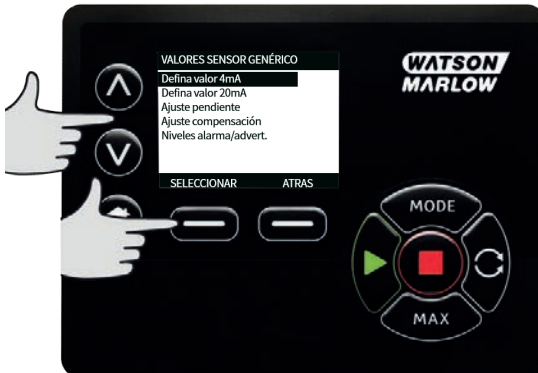 VALORES SENSOR GENÉRICO
Defina valor 4mA
Defina valor 20mA
Ajuste pendiente
Ajuste compensación
Niveles alarma/advert.
SELECCIONAR ATRAS
WATSON
MARLOW
MODE
MAX